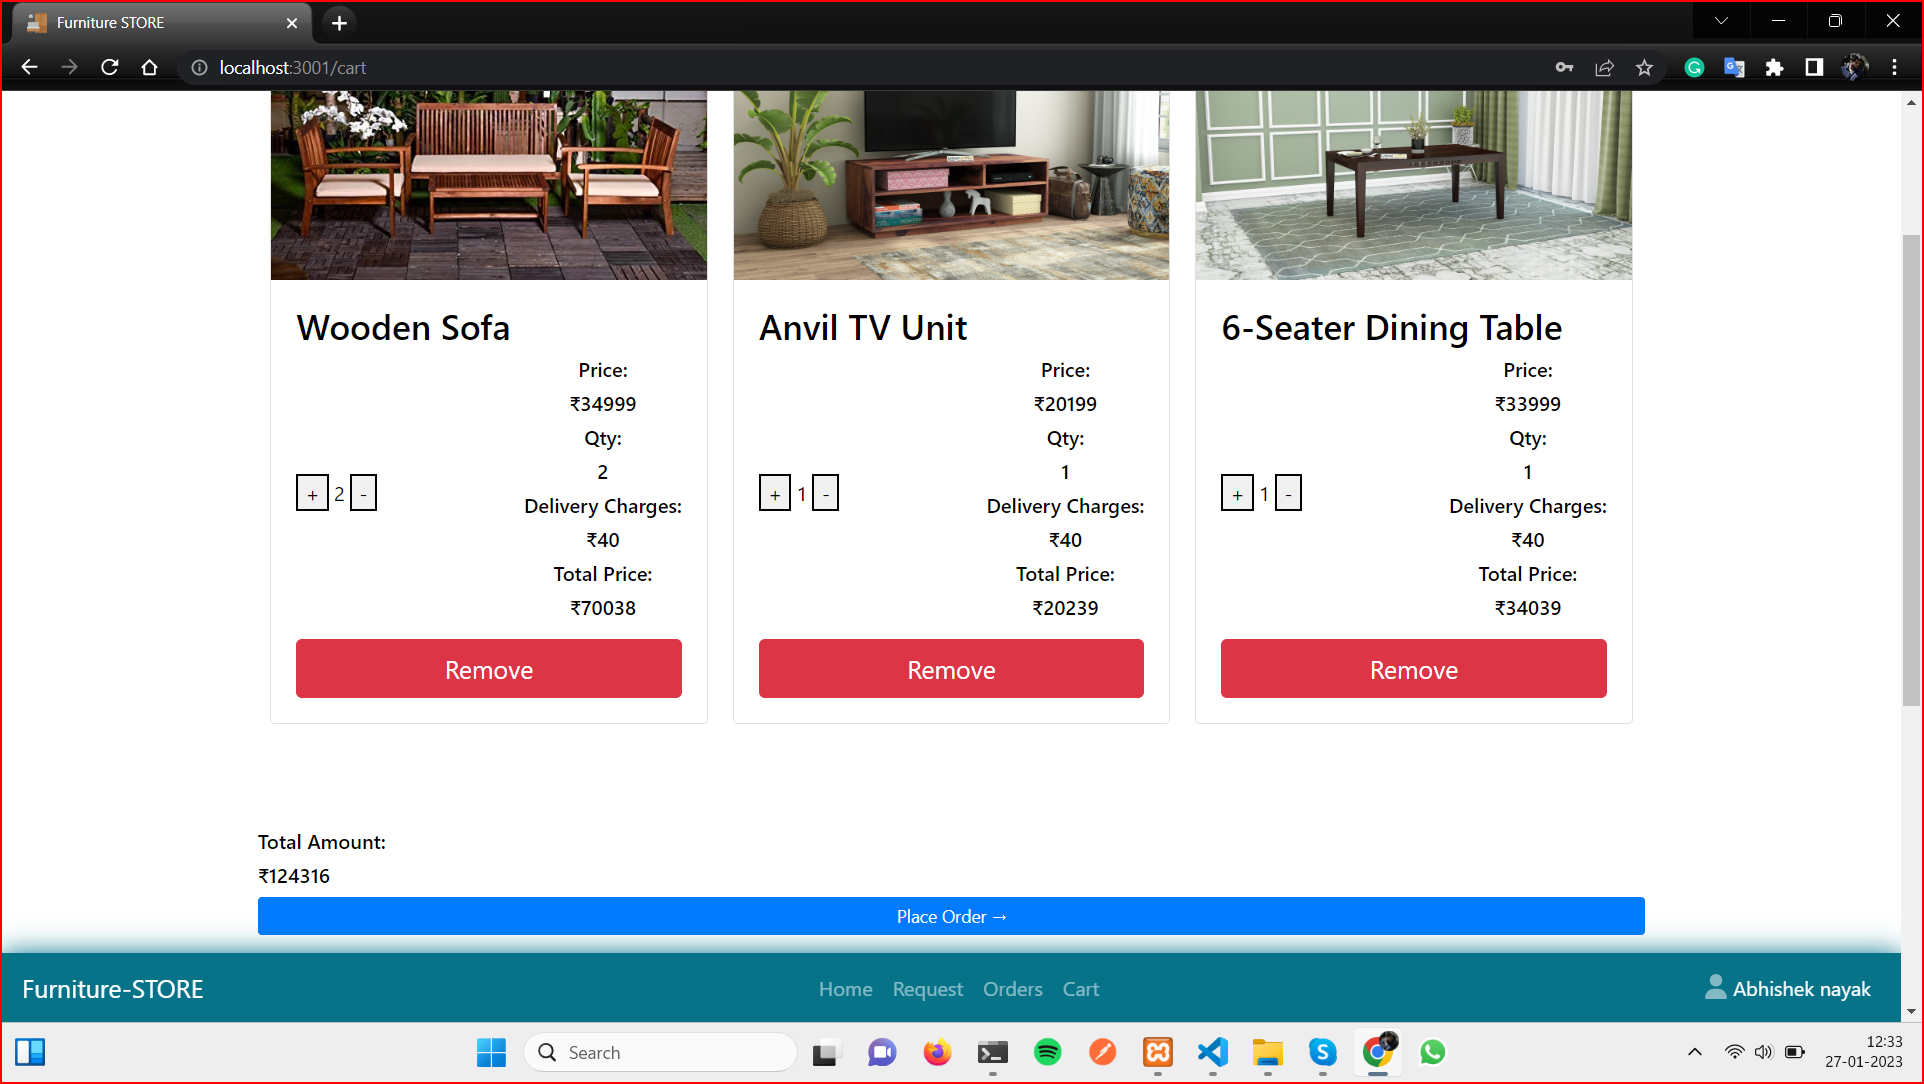 Furniture STORE
localhost:3001/cart
Wooden Sofa
Price:
₹34999
Qty:
2
+ 2 -
Delivery Charges:
₹40
Total Price:
₹70038
Remove
Anvil TV Unit
Price:
₹20199
Qty:
1
+ 1 -
Delivery Charges:
₹40
Total Price:
₹20239
Remove
6-Seater Dining Table
Price:
₹33999
Qty:
1
+ 1 -
Delivery Charges:
₹40
Total Price:
₹34039
Remove
Total Amount:
₹124316
Place Order →
Furniture-STORE
Home Request Orders Cart
Abhishek nayak
Search
12:33
27-01-2023